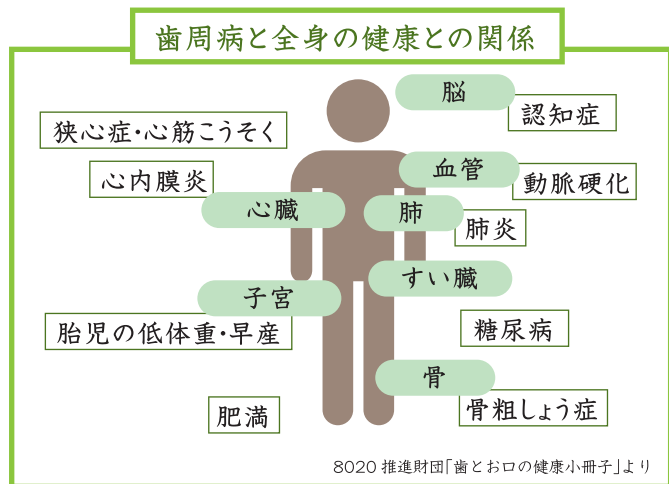 歯周病と全身の健康との関係
脳
認知症
狭心症・心筋こうそく
心内膜炎
心臓
血管
動脈硬化
肺
肺炎
すい臓
糖尿病
子宮
胎児の低体重・早産
骨
骨粗しょう症
肥満
8020推進財団「歯とお口の健康小冊子」より